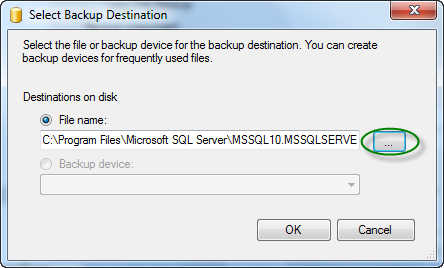 Select Backup Destination
Select the file or backup device for the backup destination. You can create
backup devices for frequently used files.
Destinations on disk
File name:
C:\Program Files\Microsoft SQL Server\MSSQL10.MSSQLSERVE
...
Backup device:
OK
Cancel